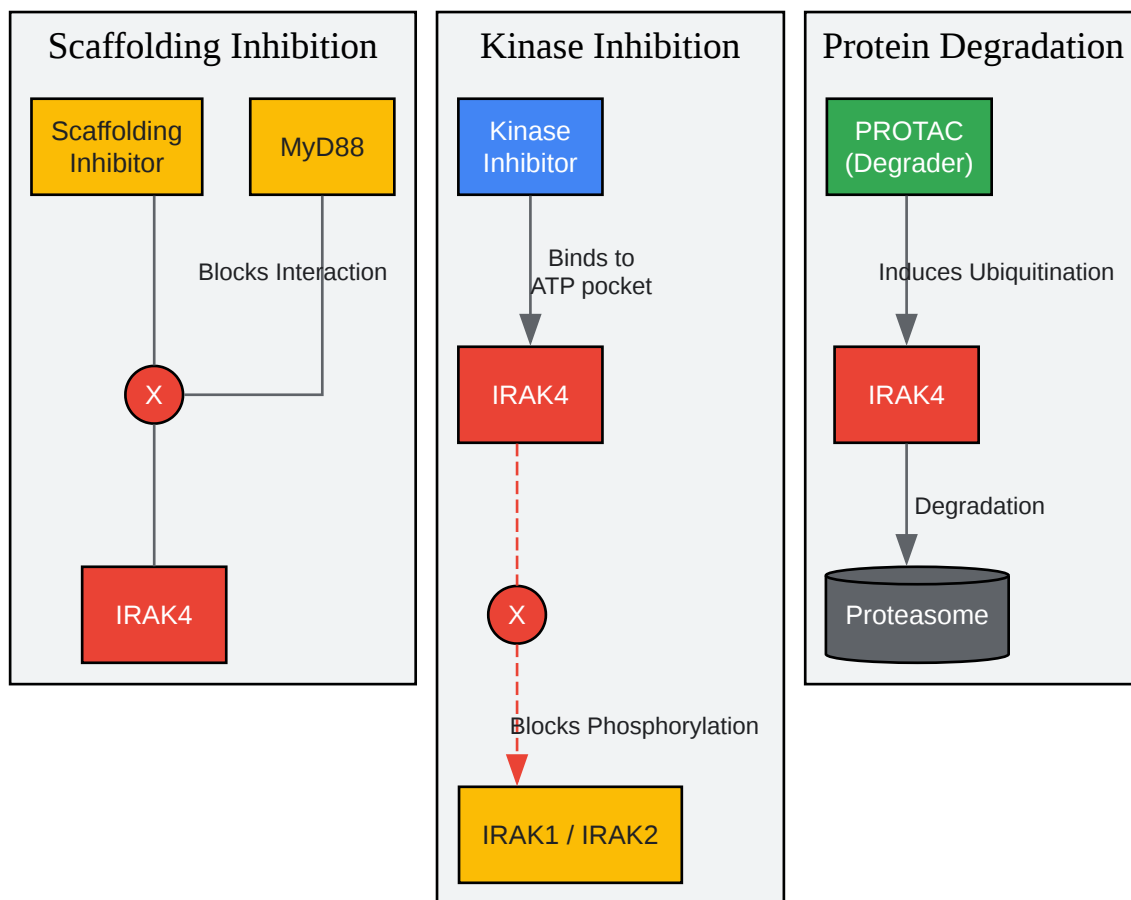 Scaffolding Inhibition
Scaffolding
Inhibitor
MyD88
Blocks Interaction
X
IRAK4
Kinase Inhibition
Kinase
Inhibitor
Binds to
ATP pocket
IRAK4
X
Blocks Phosphorylation
IRAK1 / IRAK2
Protein Degradation
PROTAC
(Degrader)
Induces Ubiquitination
IRAK4
Degradation
Proteasome